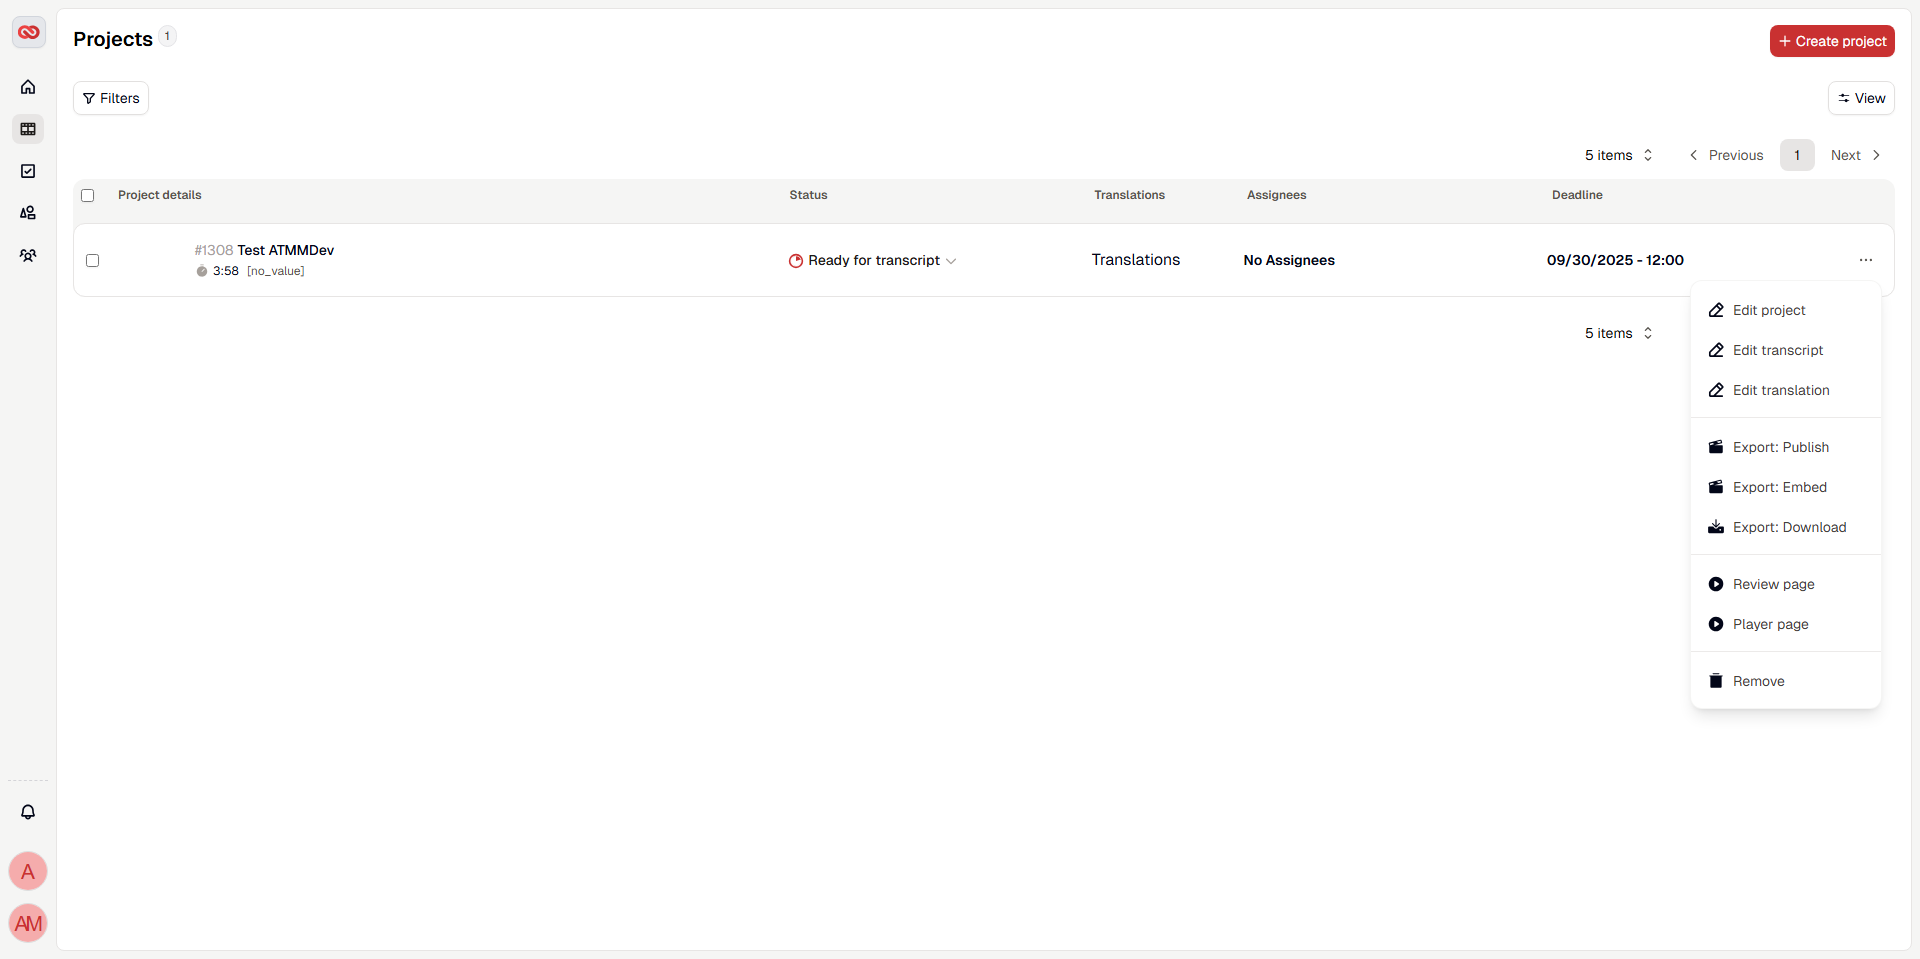 Projects 1
+ Create project
Filters
View
5 items
Previous
1
Next
Project details
Status
Translations
Assignees
Deadline
#1308 Test ATMMDev
3:58 [no_value]
Ready for transcript
Translations
No Assignees
09/30/2025 - 12:00
...
5 items
Edit project
Edit transcript
Edit translation
Export: Publish
Export: Embed
Export: Download
Review page
Player page
Remove
A
AM